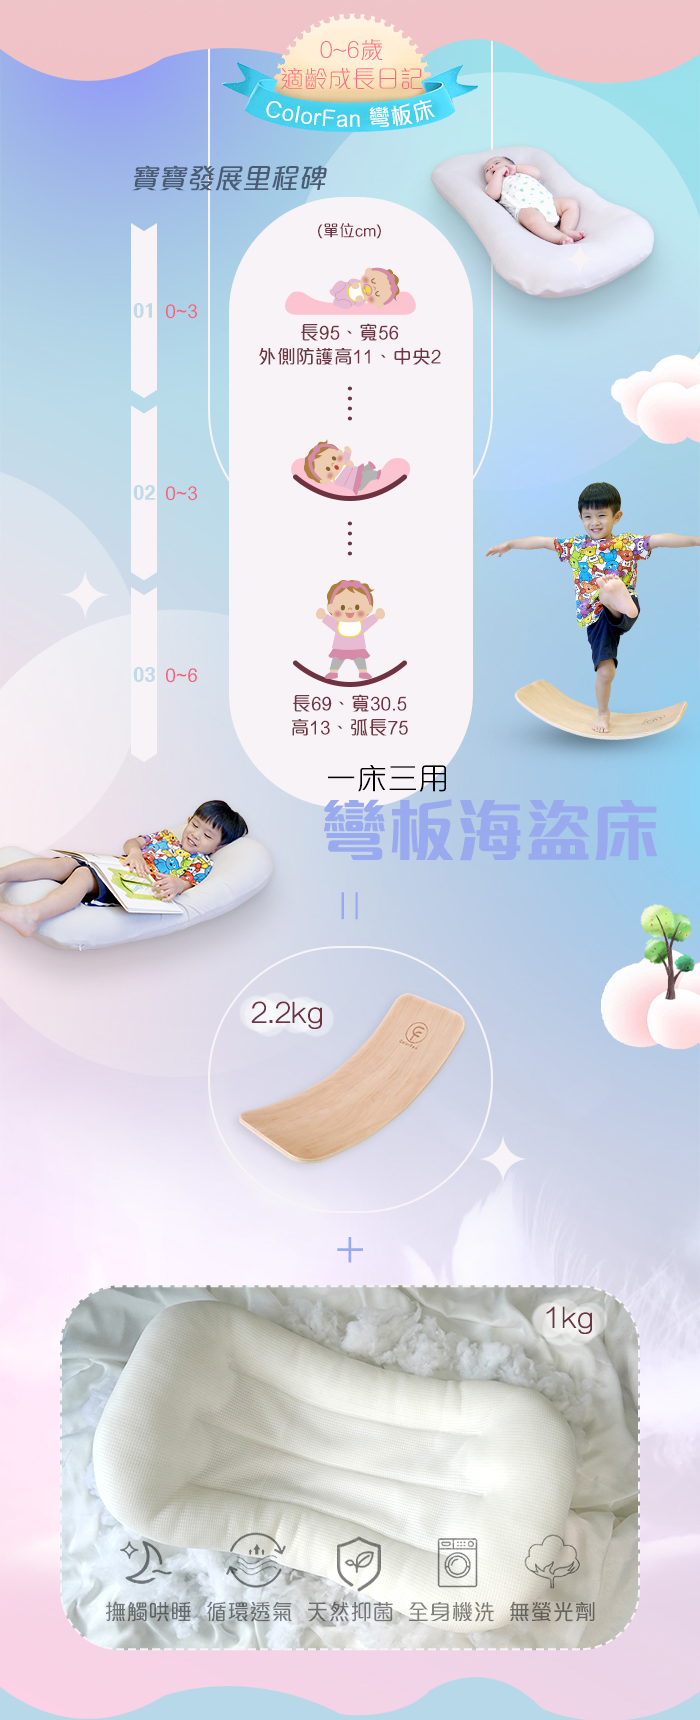 0~6歲
適齡成長日記
ColorFan 彎板床
寶寶發展里程碑
(單位cm)
01 0~3
長95、寬56
外側防護高11、中央2
02 0~3
03 0~6
長69、寬30.5
高13、弧長75
一床三用
彎板海盜床
2.2kg
+
1kg
撫觸哄睡 循環透氣 天然抑菌 全身機洗 無螢光劑